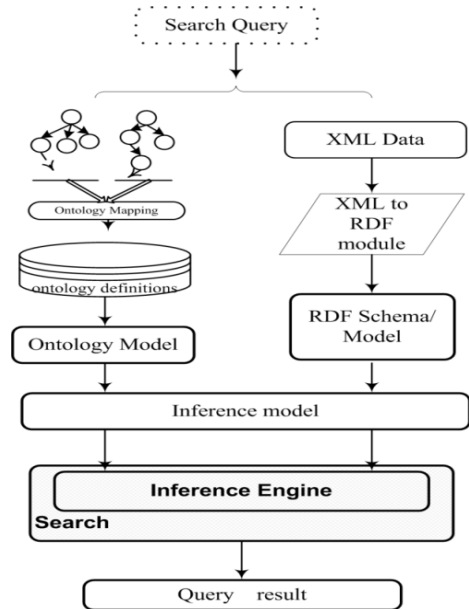 Search Query
XML Data
Ontology Mapping
XML to
RDF
module
ontology definitions
Ontology Model
RDF Schema/
Model
Inference model
Inference Engine
Search
Query result